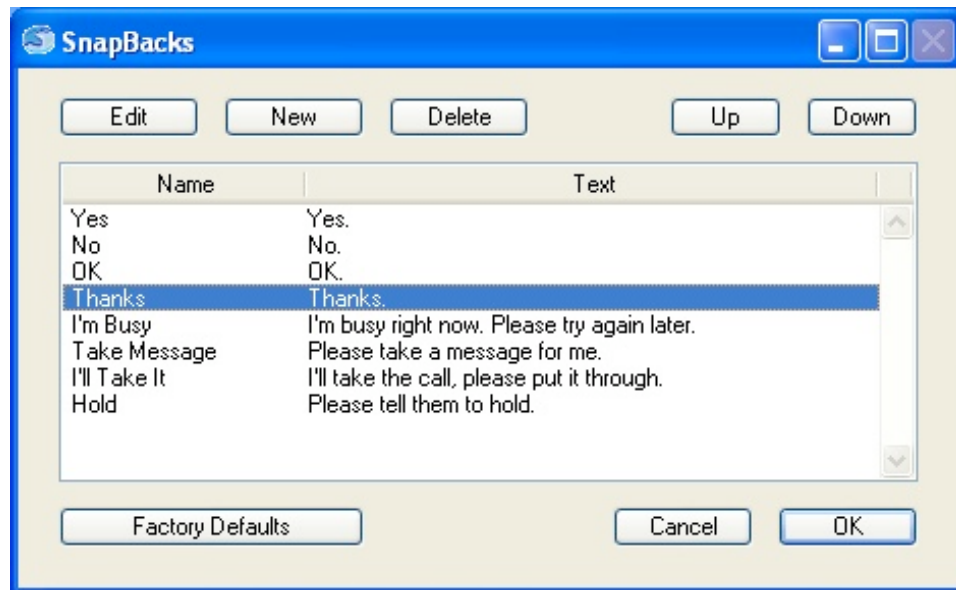 SnapBacks
Edit New Delete Up Down
Name Text
Yes Yes.
No No.
OK OK.
Thanks Thanks.
I'm Busy I'm busy right now. Please try again later.
Take Message Please take a message for me.
I'll Take It I'll take the call, please put it through.
Hold Please tell them to hold.
Factory Defaults Cancel OK